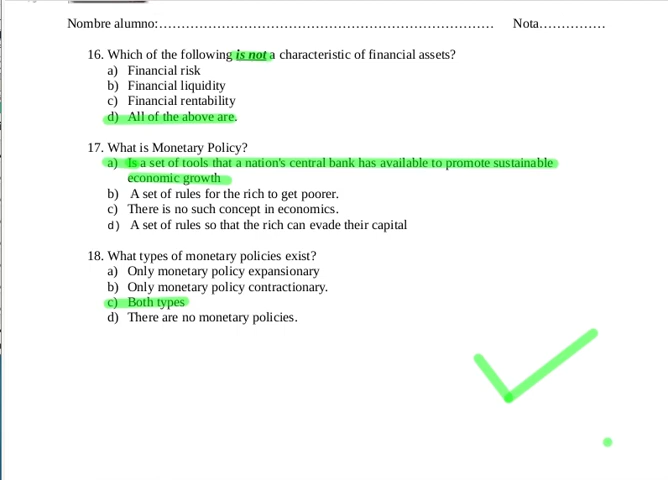 Nombre alumno:…………………………………………………………………  Nota……………
16. Which of the following is not a characteristic of financial assets?
a) Financial risk
b) Financial liquidity
c) Financial rentability
d) All of the above are.
17. What is Monetary Policy?
a) Is a set of tools that a nation's central bank has available to promote sustainable
economic growth
b) A set of rules for the rich to get poorer.
c) There is no such concept in economics.
d) A set of rules so that the rich can evade their capital
18. What types of monetary policies exist?
a) Only monetary policy expansionary
b) Only monetary policy contractionary.
c) Both types
d) There are no monetary policies.